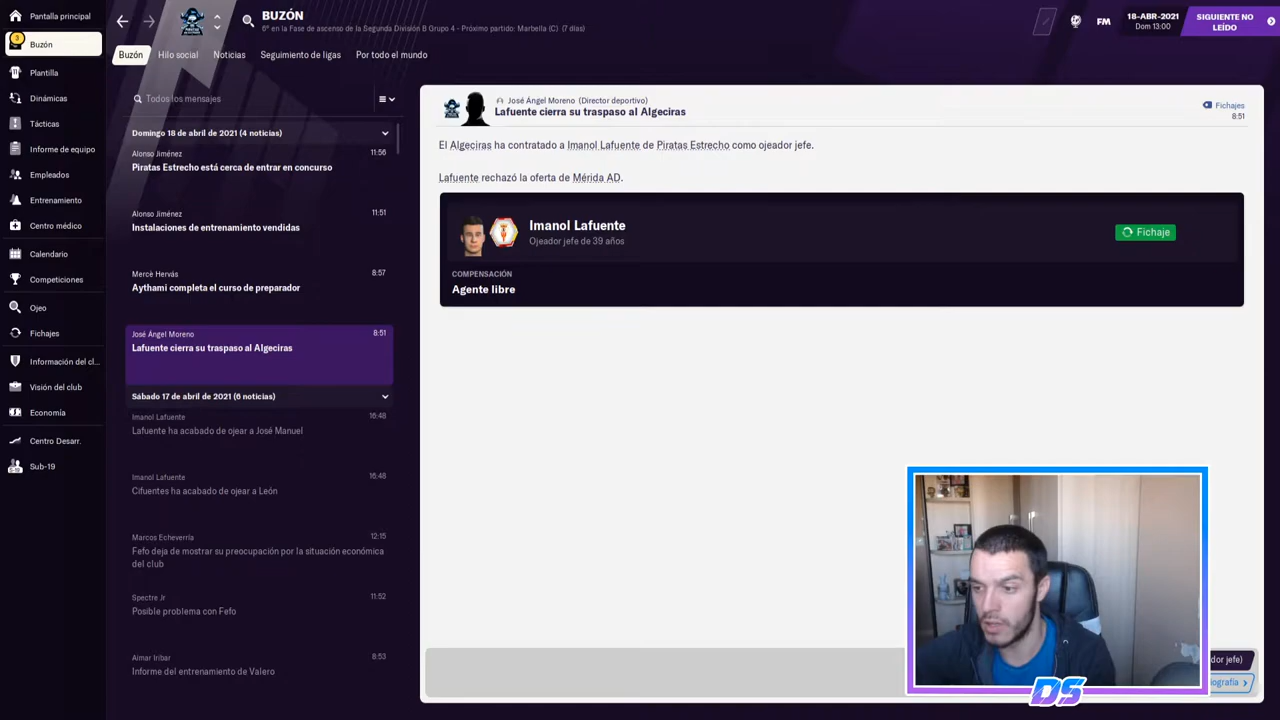 Pantalla principal
3
Buzón
Plantilla
Dinámicas
Tácticas
Informe de equipo
Empleados
Entrenamiento
Centro médico
Calendario
Competiciones
Ojeo
Fichajes
Información del cl...
Visión del club
Economía
Centro Desarr.
Sub-19
BUZÓN
6º en la Fase de ascenso de la Segunda División B Grupo 4 - Próximo partido: Marbella (C) (7 días)
FM
18-ABR-2021
Dom 13:00
SIGUIENTE NO
LEÍDO
Buzón
Hilo social
Noticias
Seguimiento de ligas
Por todo el mundo
Todos los mensajes
Domingo 18 de abril de 2021 (4 noticias)
Alonso Jiménez 11:56
Piratas Estrecho está cerca de entrar en concurso
Alonso Jiménez 11:51
Instalaciones de entrenamiento vendidas
Mercè Hervás 8:57
Aythami completa el curso de preparador
José Ángel Moreno 8:51
Lafuente cierra su traspaso al Algeciras
Sábado 17 de abril de 2021 (6 noticias)
Imanol Lafuente 16:48
Lafuente ha acabado de ojear a José Manuel
Imanol Lafuente 16:48
Cifuentes ha acabado de ojear a León
Marcos Echeverría 12:15
Fefo deja de mostrar su preocupación por la situación económica
del club
Spectre Jr 11:52
Posible problema con Fefo
Aimar Iribar 8:53
Informe del entrenamiento de Valero
José Ángel Moreno (Director deportivo)
Lafuente cierra su traspaso al Algeciras
Fichajes
8:51
El Algeciras ha contratado a Imanol Lafuente de Piratas Estrecho como ojeador jefe.
Lafuente rechazó la oferta de Mérida AD.
Imanol Lafuente
Ojeador jefe de 39 años
Fichaje
COMPENSACIÓN
Agente libre
dor jefe)
ografía
DS